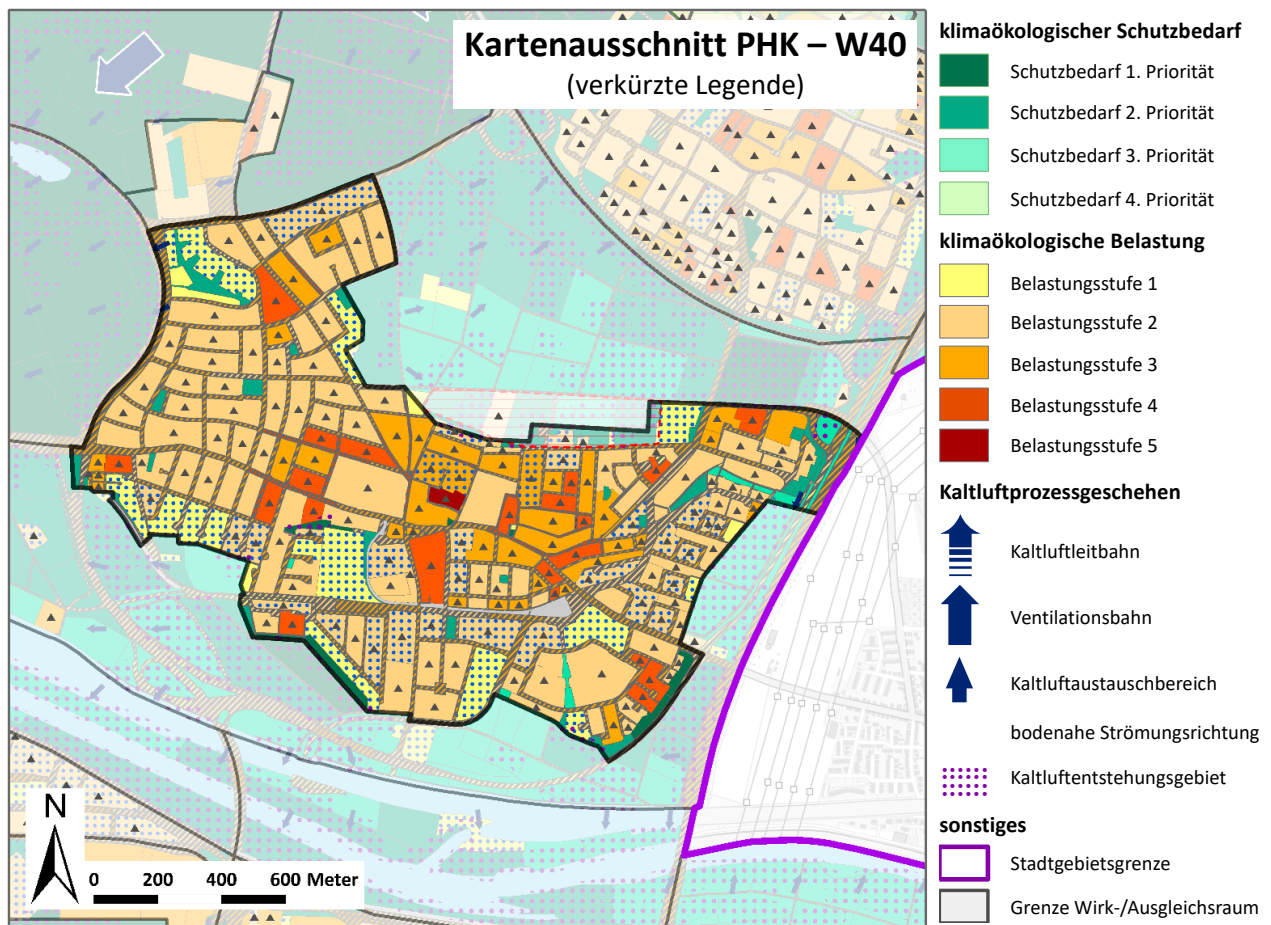 Kartenausschnitt PHK – W40
(verkürzte Legende)
klimaökologischer Schutzbedarf
Schutzbedarf 1. Priorität
Schutzbedarf 2. Priorität
Schutzbedarf 3. Priorität
Schutzbedarf 4. Priorität
klimaökologische Belastung
Belastungsstufe 1
Belastungsstufe 2
Belastungsstufe 3
Belastungsstufe 4
Belastungsstufe 5
Kaltluftprozessgeschehen
Kaltluftleitbahn
Ventilationsbahn
Kaltluftaustauschbereich
bodenahe Strömungsrichtung
Kaltluftentstehungsgebiet
sonstiges
Stadtgebietsgrenze
Grenze Wirk-/Ausgleichsraum
N
0 200 400 600 Meter